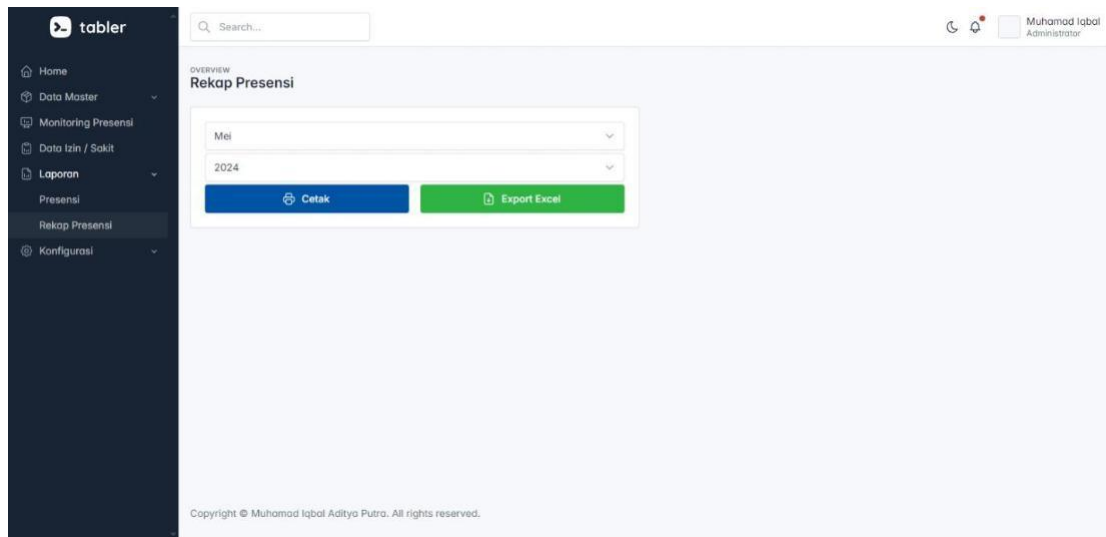 tabler
Search...
Muhamad Iqbal
Administrator
Home
Data Master
Monitoring Presensi
Data Izin / Sakit
Laporan
Presensi
Rekap Presensi
Konfigurasi
OVERVIEW
Rekap Presensi
Mei
2024
Cetak
Export Excel
Copyright © Muhamad Iqbal Aditya Putra. All rights reserved.